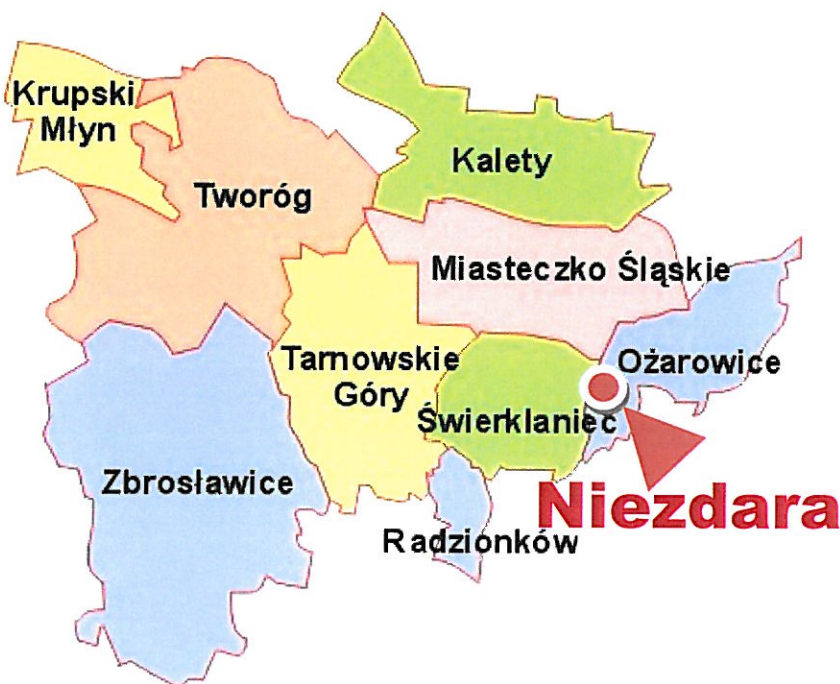 Krupski
Młyn
Kalety
Tworóg
Miasteczko Śląskie
Tarnowskie
Góry
Ożarowice
Świerklaniec
Zbrosławice
Niezdara
Radzionków